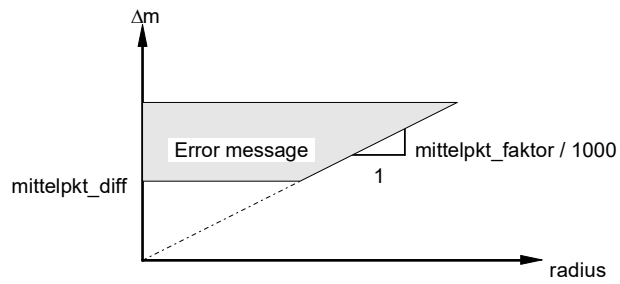 Δm
Error message
mittelpkt_faktor / 1000
1
mittelpkt_diff
radius